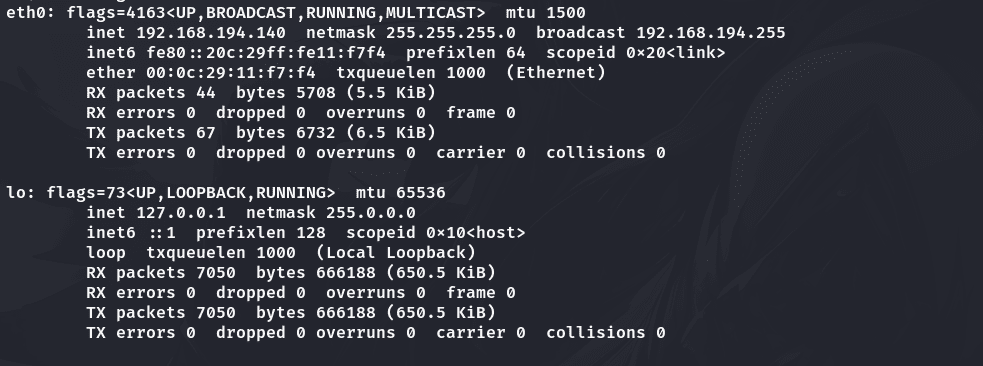 eth0: flags=4163<UP,BROADCAST,RUNNING,MULTICAST>  mtu 1500
        inet 192.168.194.140  netmask 255.255.255.0  broadcast 192.168.194.255
        inet6 fe80::20c:29ff:fe11:f7f4  prefixlen 64  scopeid 0×20<link>
        ether 00:0c:29:11:f7:f4  txqueuelen 1000  (Ethernet)
        RX packets 44  bytes 5708 (5.5 KiB)
        RX errors 0  dropped 0  overruns 0  frame 0
        TX packets 67  bytes 6732 (6.5 KiB)
        TX errors 0  dropped 0 overruns 0  carrier 0  collisions 0

lo: flags=73<UP,LOOPBACK,RUNNING>  mtu 65536
        inet 127.0.0.1  netmask 255.0.0.0
        inet6 ::1  prefixlen 128  scopeid 0×10<host>
        loop  txqueuelen 1000  (Local Loopback)
        RX packets 7050  bytes 666188 (650.5 KiB)
        RX errors 0  dropped 0  overruns 0  frame 0
        TX packets 7050  bytes 666188 (650.5 KiB)
        TX errors 0  dropped 0 overruns 0  carrier 0  collisions 0